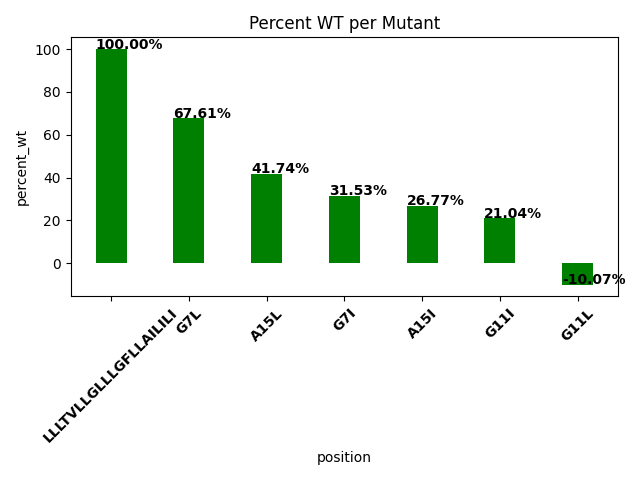 Percent WT per Mutant
percent_wt
100
80
60
40
20
0
100.00%
67.61%
41.74%
31.53%
26.77%
21.04%
-10.07%
LLLTVLLGLLLGFLLAILILI
G7L
A15L
G7I
A15I
G11I
G11L
position